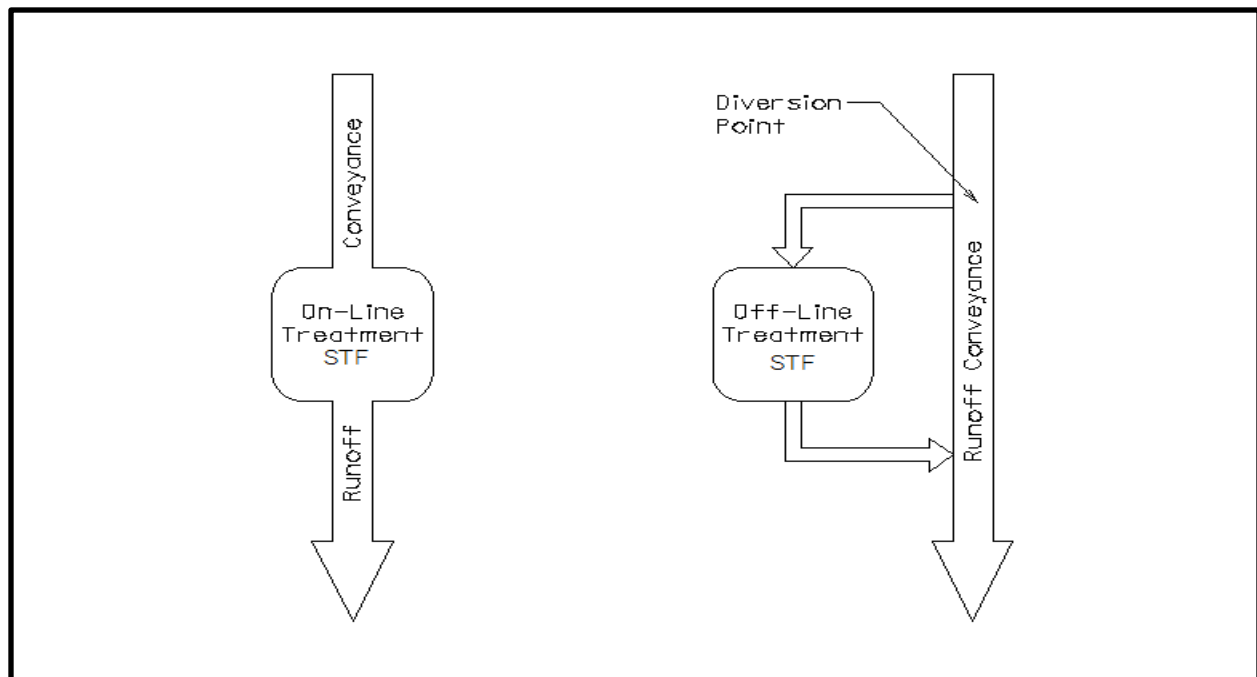 Conveyance
On-Line
Treatment
STF
Runoff
Diversion
Point
Off-Line
Treatment
STF
Runoff Conveyance